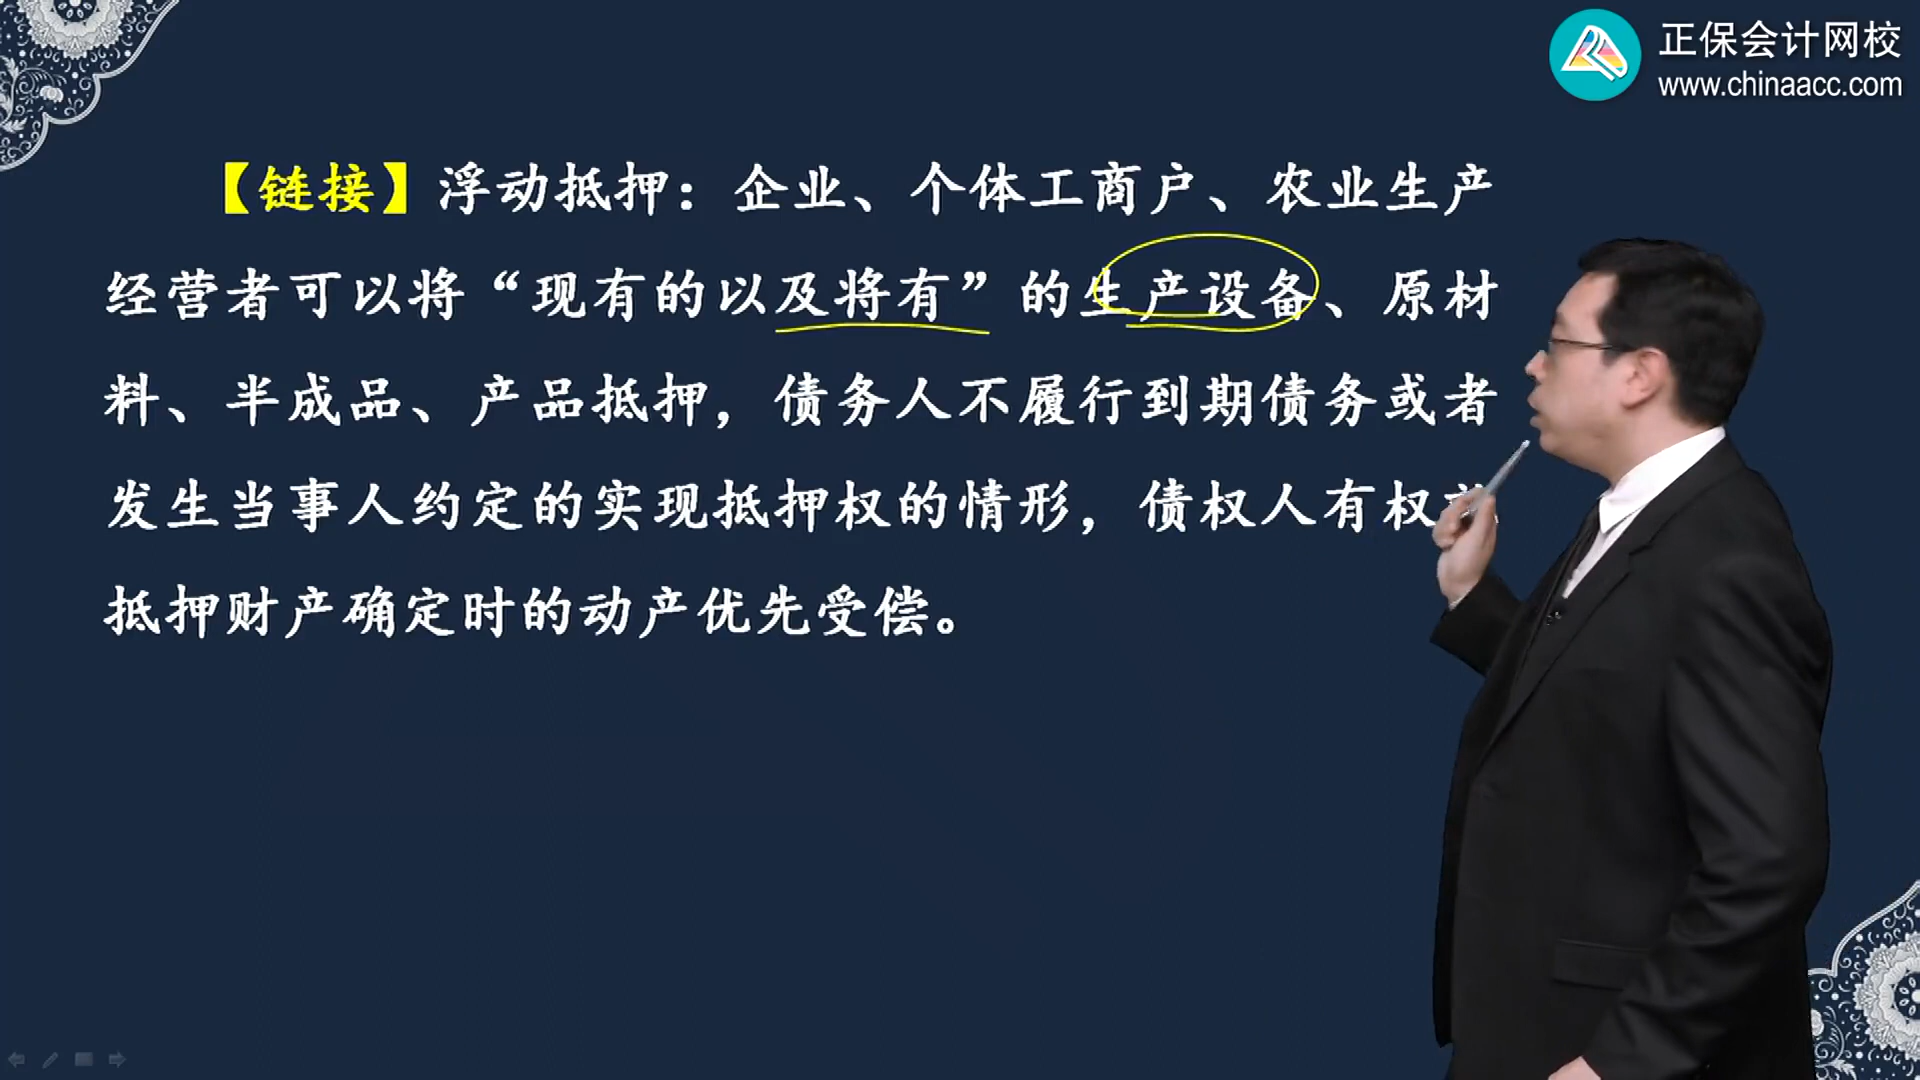 正保会计网校
www.chinaacc.com
【链接】浮动抵押：企业、个体工商户、农业生产
经营者可以将“现有的以及将有”的生产设备、原材
料、半成品、产品抵押，债务人不履行到期债务或者
发生当事人约定的实现抵押权的情形，债权人有权
抵押财产确定时的动产优先受偿。